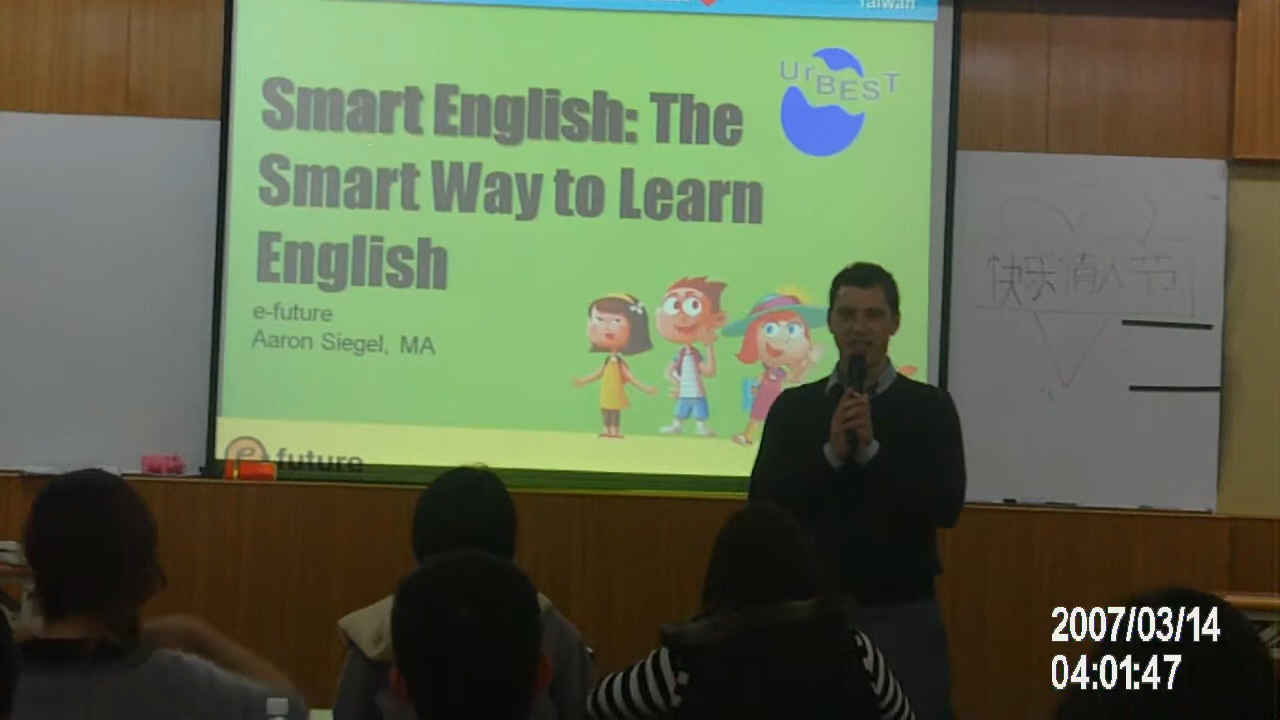 Taiwan
UrBEST
Smart English: The
Smart Way to Learn
English
e-future
Aaron Siegel, MA
e future
快乐情人节
2007/03/14
04:01:47